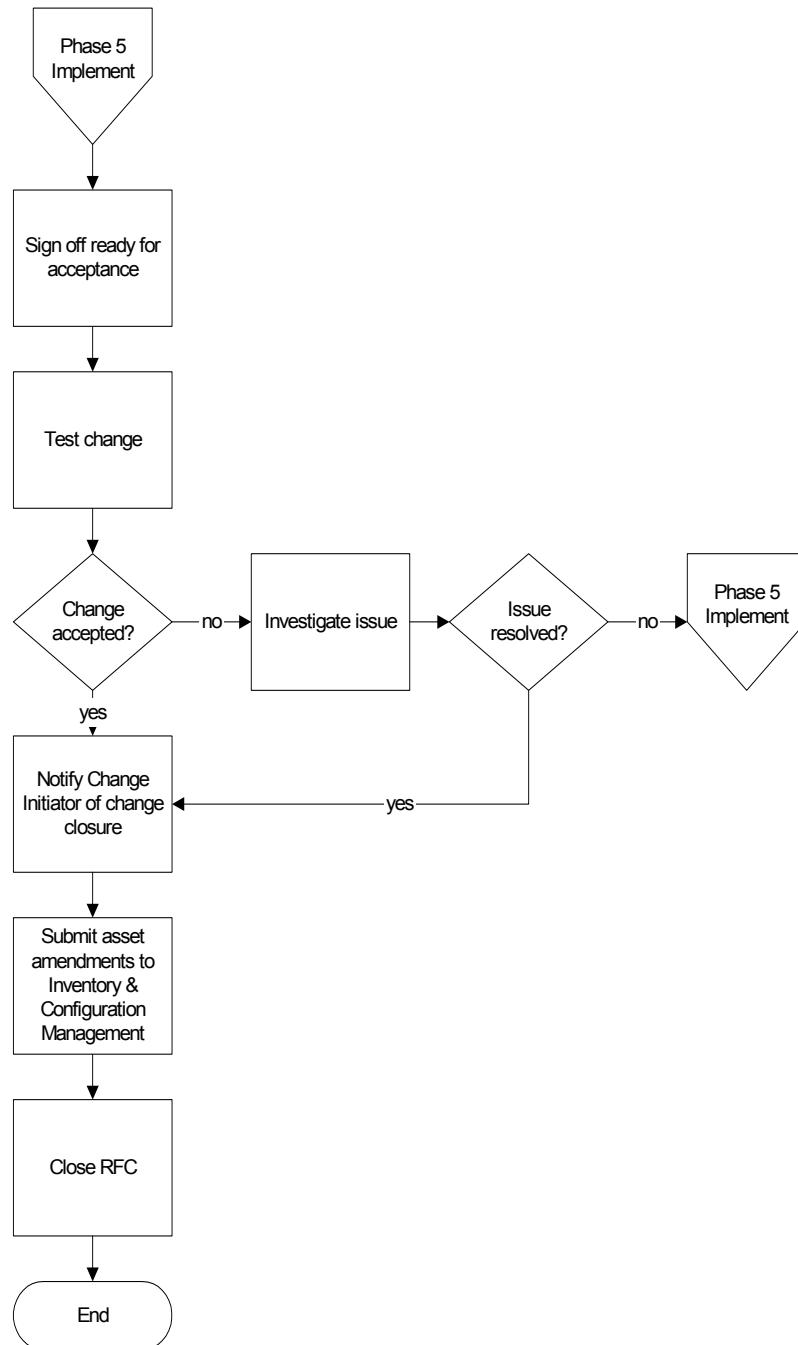 Phase 5
Implement
Sign off ready for
acceptance
Test change
Change
accepted?
no
Investigate issue
Issue
resolved?
no
Phase 5
Implement
yes
Notify Change
Initiator of change
closure
yes
Submit asset
amendments to
Inventory &
Configuration
Management
Close RFC
End